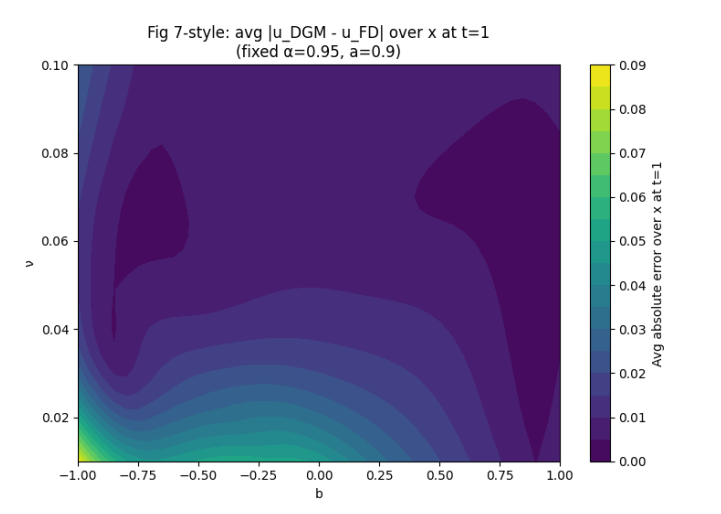 Fig 7-style: avg |u_DGM - u_FD| over x at t=1
(fixed α=0.95, a=0.9)
0.10
0.08
0.06
0.04
0.02
ν
−1.00 −0.75 −0.50 −0.25 0.00 0.25 0.50 0.75 1.00
b
0.09
0.08
0.07
0.06
0.05
0.04
0.03
0.02
0.01
0.00
Avg absolute error over x at t=1